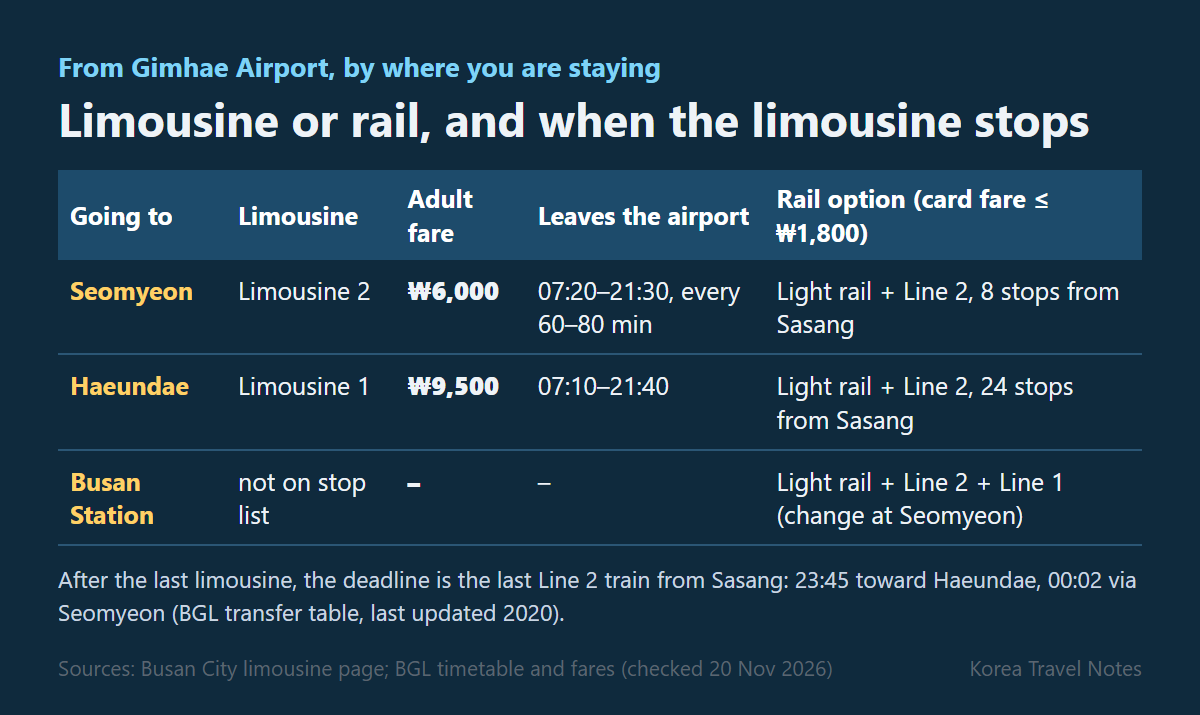 From Gimhae Airport, by where you are staying
Limousine or rail, and when the limousine stops
Going to
Limousine
Adult
fare
Leaves the airport
Rail option (card fare ≤
₩1,800)
Seomyeon
Limousine 2
₩6,000
07:20–21:30, every
60–80 min
Light rail + Line 2, 8 stops from
Sasang
Haeundae
Limousine 1
₩9,500
07:10–21:40
Light rail + Line 2, 24 stops
from Sasang
Busan
Station
not on stop
list
–
–
Light rail + Line 2 + Line 1
(change at Seomyeon)
After the last limousine, the deadline is the last Line 2 train from Sasang: 23:45 toward Haeundae, 00:02 via
Seomyeon (BGL transfer table, last updated 2020).
Sources: Busan City limousine page; BGL timetable and fares (checked 20 Nov 2026)
Korea Travel Notes